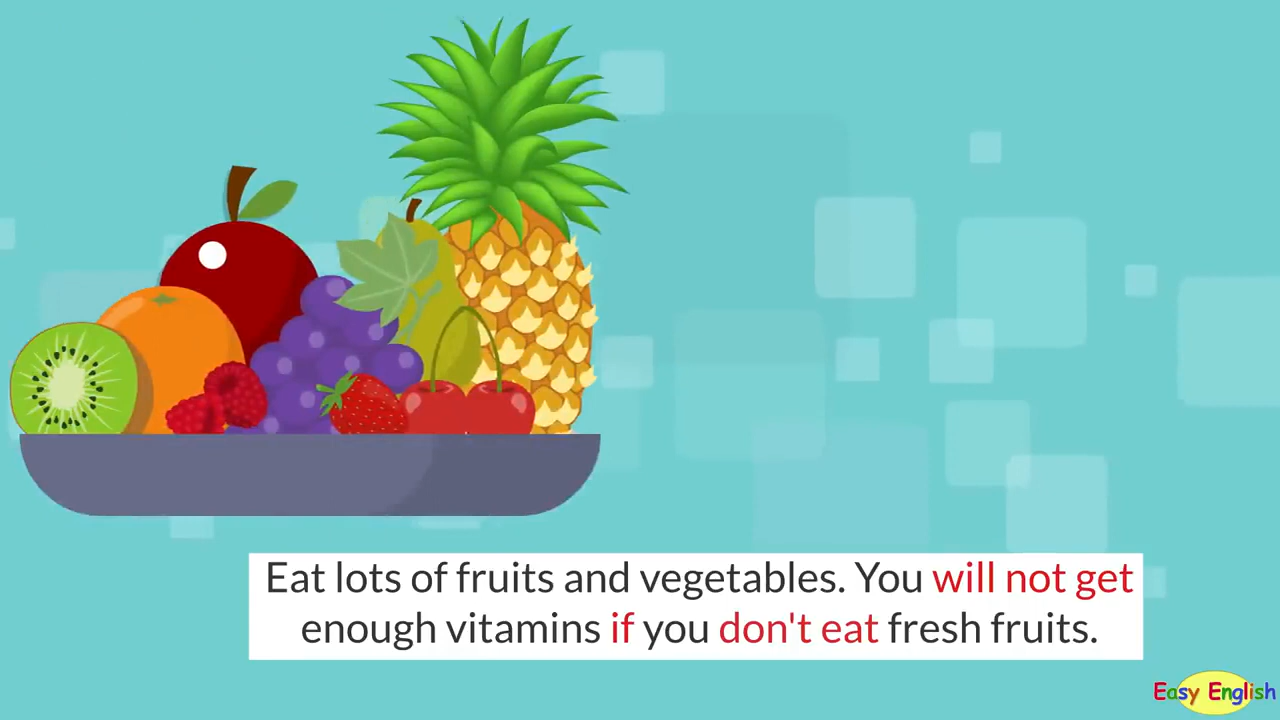 Eat lots of fruits and vegetables. You will not get
enough vitamins if you don't eat fresh fruits.
Easy English